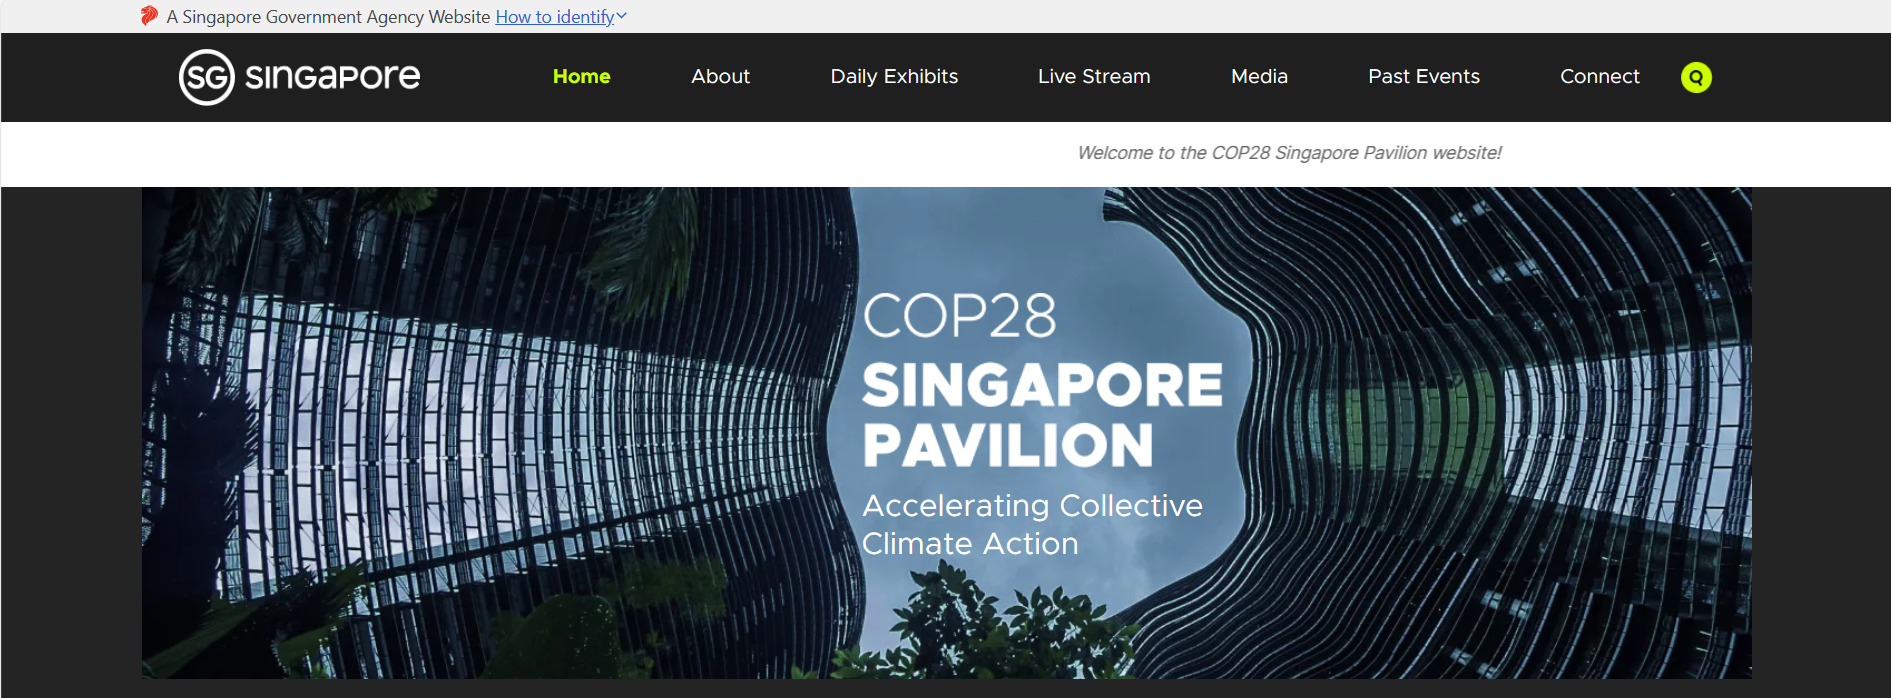 A Singapore Government Agency Website How to identify
SG SINGAPORE
Home About Daily Exhibits Live Stream Media Past Events Connect
Welcome to the COP28 Singapore Pavilion website!
COP28
SINGAPORE
PAVILION
Accelerating Collective
Climate Action